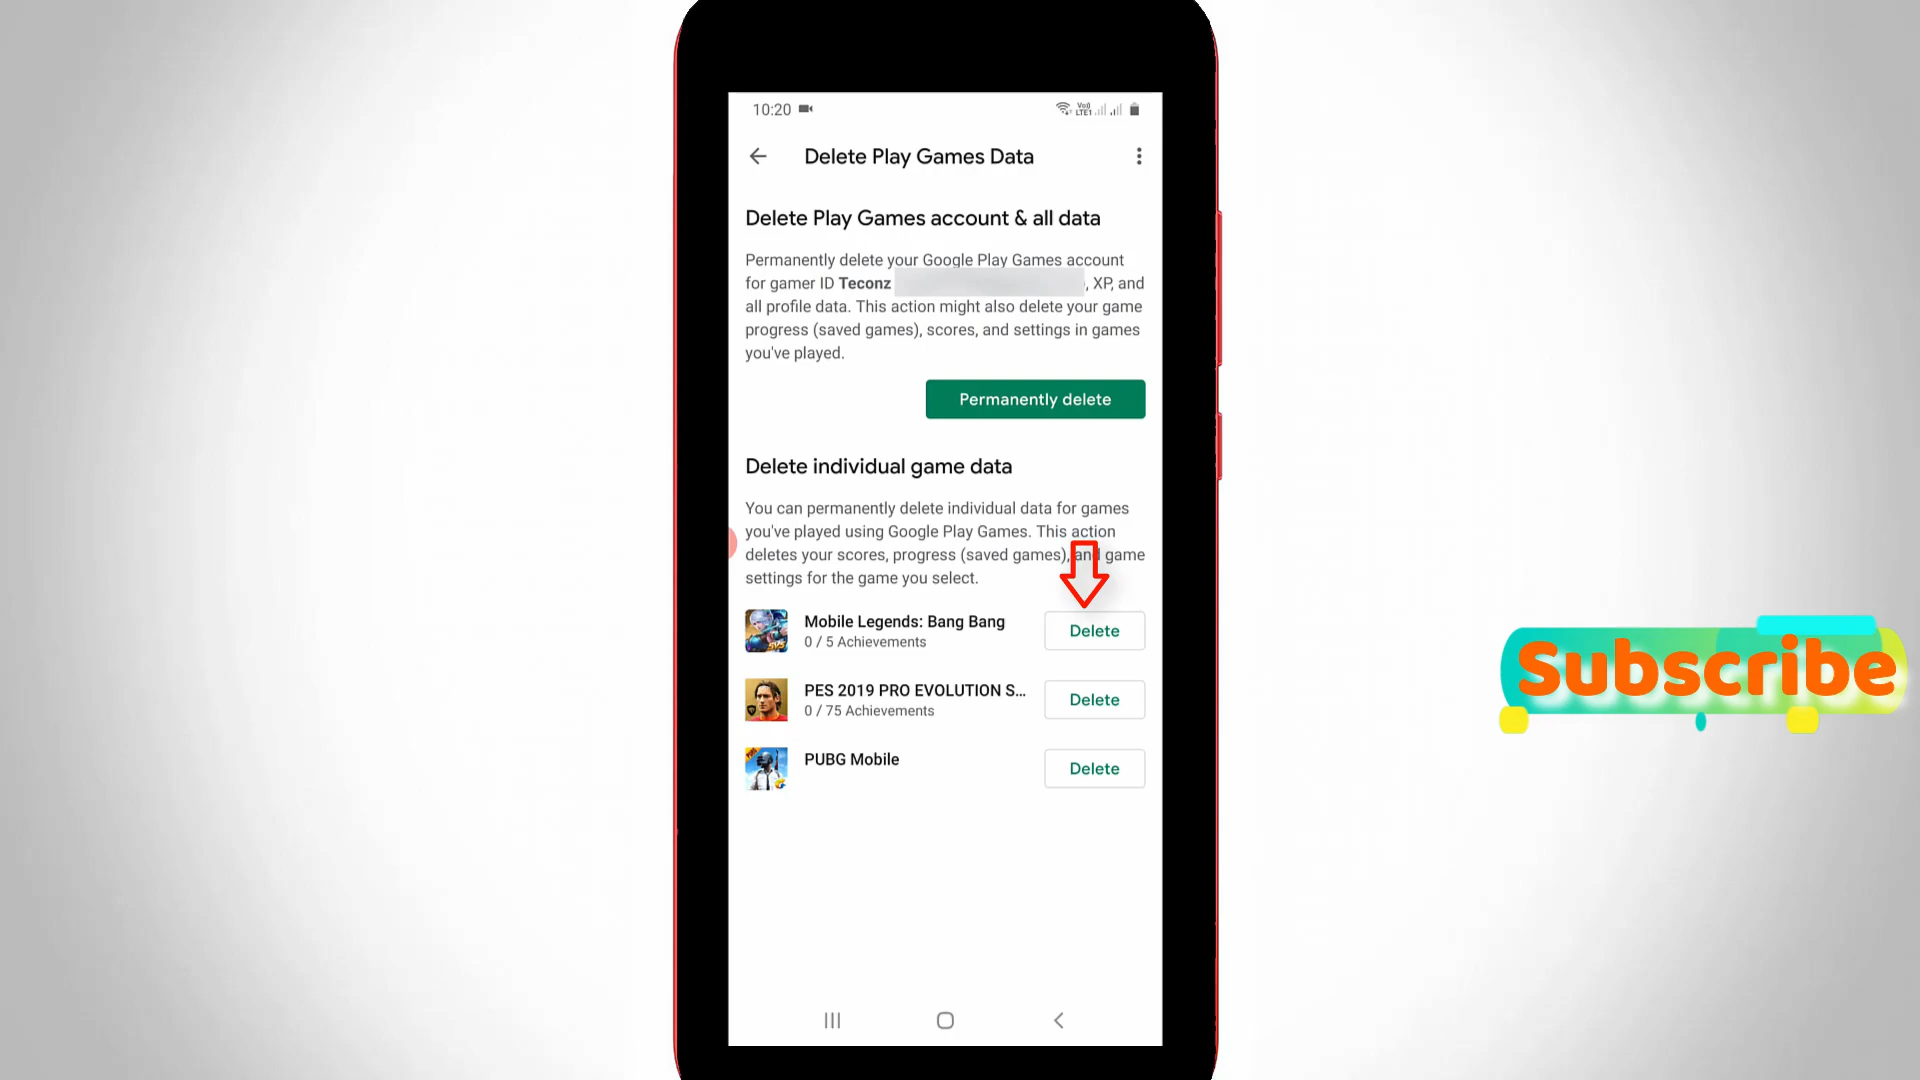 10:20
Vo)) LTE1
Delete Play Games Data
Delete Play Games account & all data
Permanently delete your Google Play Games account
for gamer ID Teconz , XP, and
all profile data. This action might also delete your game
progress (saved games), scores, and settings in games
you've played.
Permanently delete
Delete individual game data
You can permanently delete individual data for games
you've played using Google Play Games. This action
deletes your scores, progress (saved games), and game
settings for the game you select.
Mobile Legends: Bang Bang
0 / 5 Achievements
Delete
PES 2019 PRO EVOLUTION S...
0 / 75 Achievements
Delete
PUBG Mobile
Delete
Subscribe